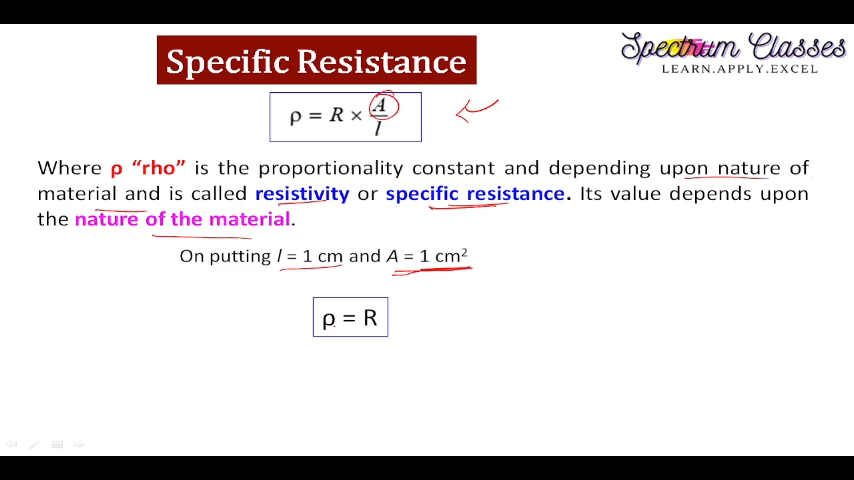 Specific Resistance
Spectrum Classes
LEARN.APPLY.EXCEL
ρ = R × A/l
Where ρ “rho” is the proportionality constant and depending upon nature of
material and is called resistivity or specific resistance. Its value depends upon
the nature of the material.
On putting l = 1 cm and A = 1 cm²
ρ = R